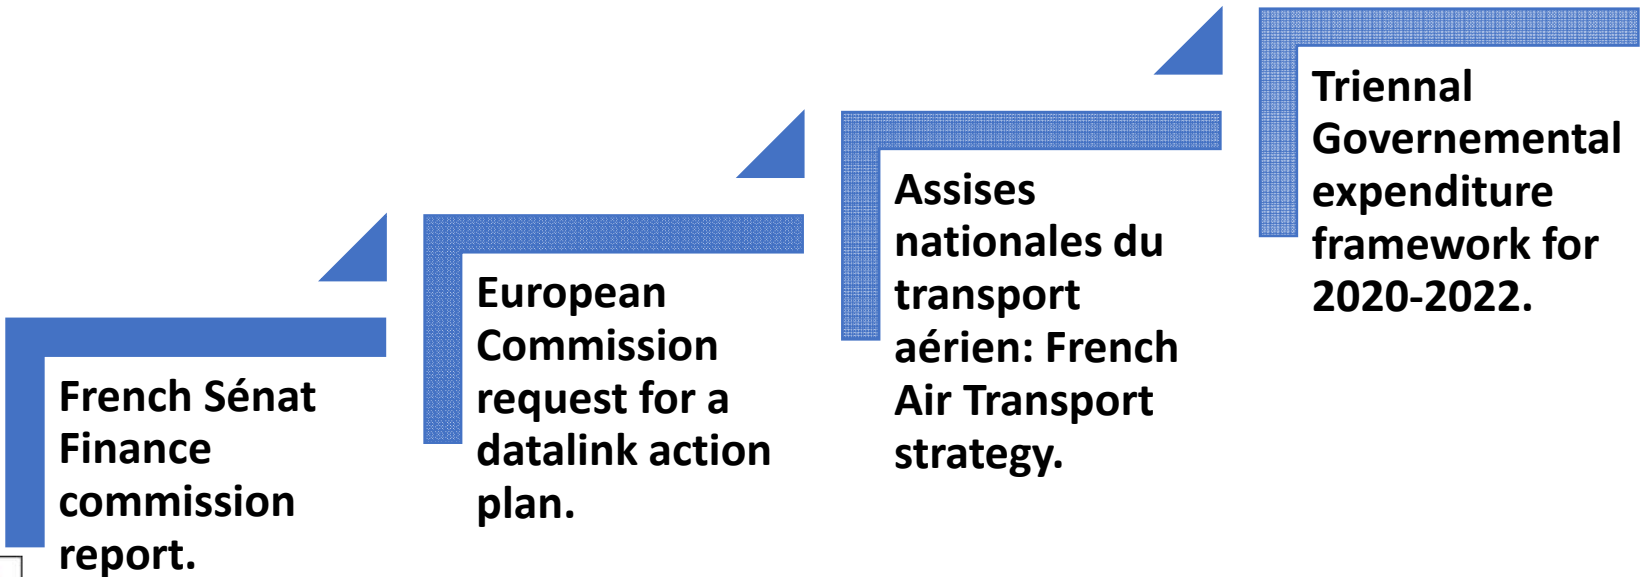 French Sénat
Finance
commission
report.
European
Commission
request for a
datalink action
plan.
Assises
nationales du
transport
aérien: French
Air Transport
strategy.
Triennal
Governemental
expenditure
framework for
2020-2022.